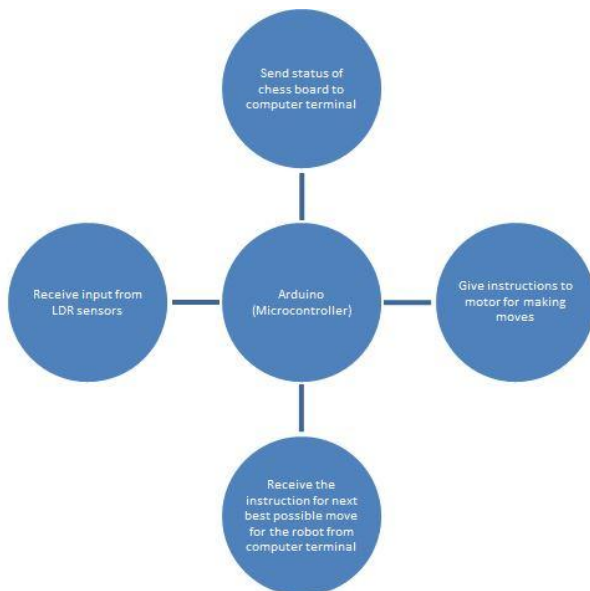 Send status of
chess board to
computer terminal
Receive input from
LDR sensors
Arduino
(Microcontroller)
Give instructions to
motor for making
moves
Receive the
instruction for next
best possible move
for the robot from
computer terminal